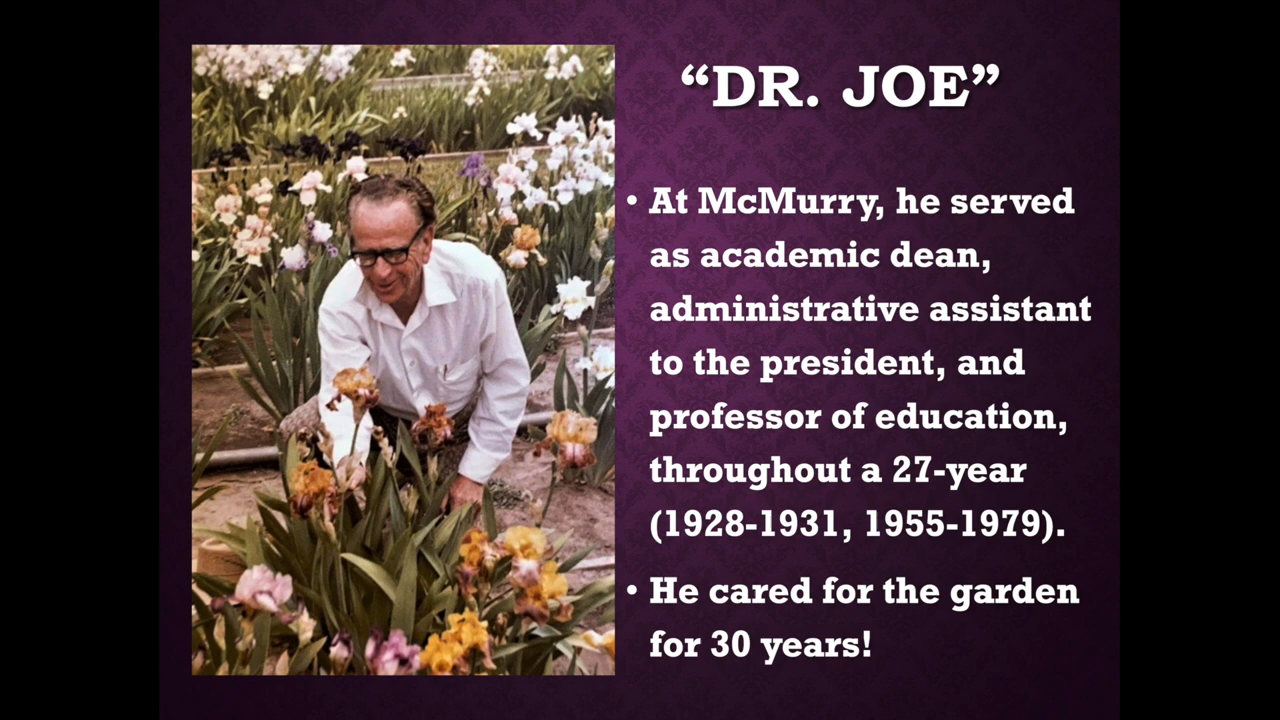 “DR. JOE”
• At McMurry, he served
as academic dean,
administrative assistant
to the president, and
professor of education,
throughout a 27-year
(1928-1931, 1955-1979).
• He cared for the garden
for 30 years!